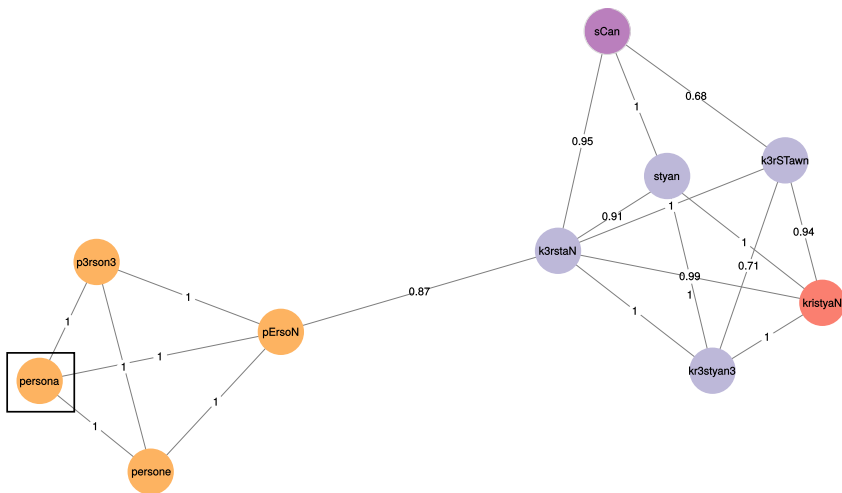 sCan
0.68
1
0.95
k3rSTawn
styan
1
0.91
0.94
1
k3rstaN
p3rson3
0.71
0.99
0.87
1
1
kristyaN
1
1
pErsoN
1
1
1
kr3styan3
persona
1
1
persone